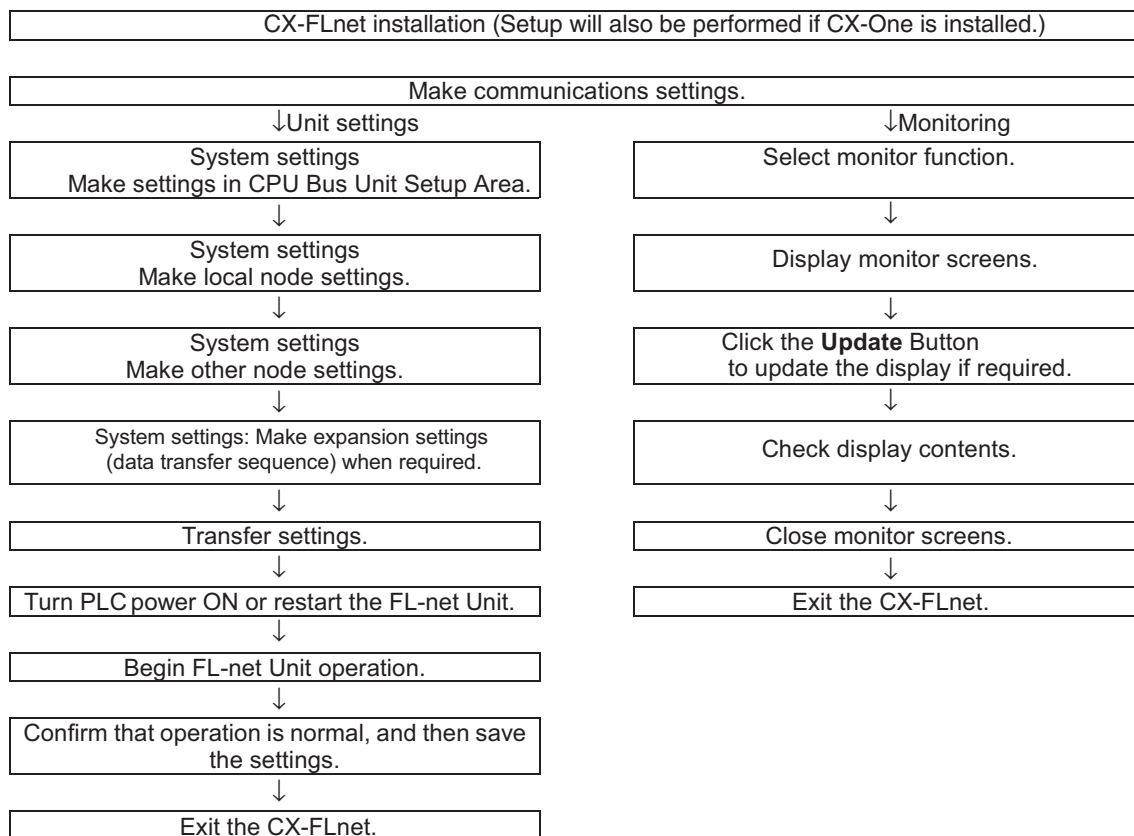 CX-FLnet installation (Setup will also be performed if CX-One is installed.)
Make communications settings.
↓Unit settings
System settings
Make settings in CPU Bus Unit Setup Area.
↓
System settings
Make local node settings.
↓
System settings
Make other node settings.
↓
System settings: Make expansion settings
(data transfer sequence) when required.
↓
Transfer settings.
↓
Turn PLC power ON or restart the FL-net Unit.
↓
Begin FL-net Unit operation.
↓
Confirm that operation is normal, and then save
the settings.
↓
Exit the CX-FLnet.
↓Monitoring
Select monitor function.
↓
Display monitor screens.
↓
Click the Update Button
to update the display if required.
↓
Check display contents.
↓
Close monitor screens.
↓
Exit the CX-FLnet.